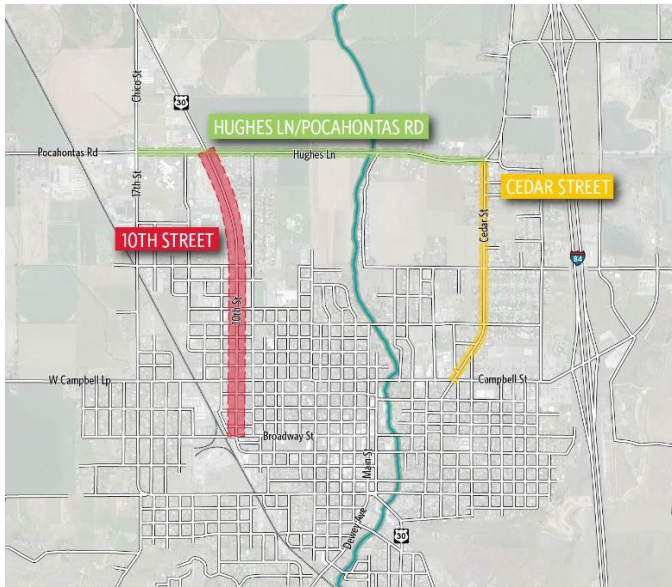 Chico St
30
HUGHES LN/POCAHONTAS RD
Pocahontas Rd
Hughes Ln
17th St
CEDAR STREET
10TH STREET
Cedar St
84
10th St
W Campbell Lp
Campbell St
Broadway St
Main St
Dewey Ave
30